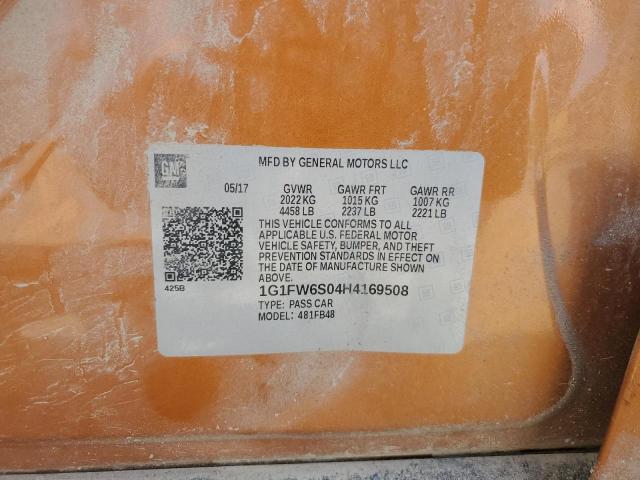 GM
MFD BY GENERAL MOTORS LLC
05/17 GVWR GAWR FRT GAWR RR
2022 KG 1015 KG 1007 KG
4458 LB 2237 LB 2221 LB
THIS VEHICLE CONFORMS TO ALL
APPLICABLE U.S. FEDERAL MOTOR
VEHICLE SAFETY, BUMPER, AND THEFT
PREVENTION STANDARDS IN EFFECT ON
THE DATE OF MANUFACTURE SHOWN
ABOVE.
425B
1G1FW6S04H4169508
TYPE: PASS CAR
MODEL: 481FB48